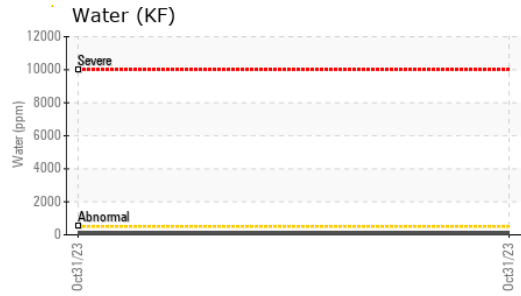 Water (KF)
12000
10000
8000
6000
4000
2000
0
Water (ppm)
Severe
Abnormal
Oct31/23
Oct31/23